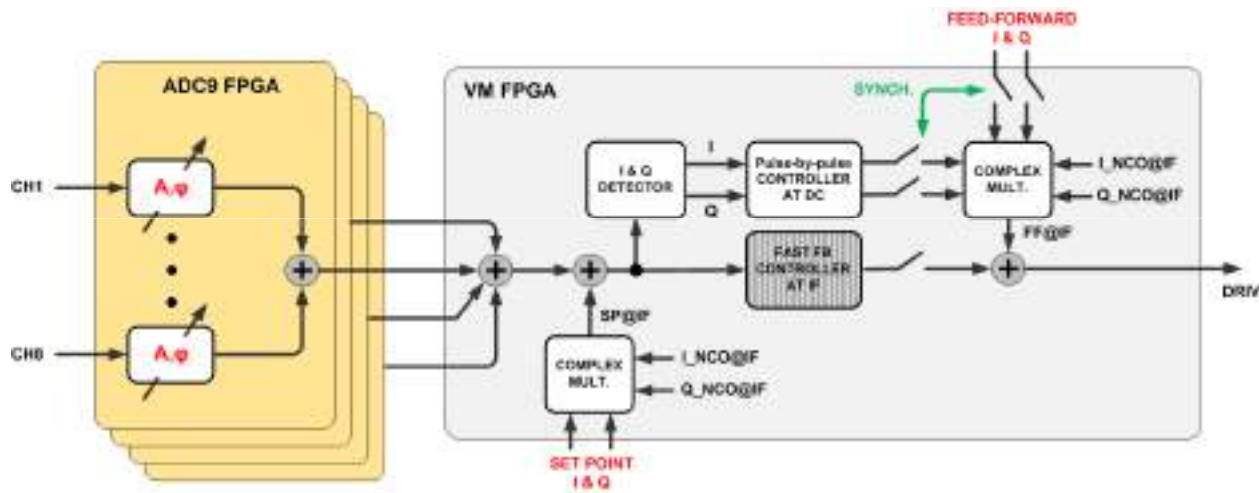 FEED-FORWARD
I & Q
ADC9 FPGA
VM FPGA
SYNCH.
CH1
A,φ
I & Q
DETECTOR
I
Q
Pulse-by-pulse
CONTROLLER
AT DC
COMPLEX
MULT.
I_NCO@IF
Q_NCO@IF
FF@IF
+
+
+
FAST FB
CONTROLLER
AT IF
+
DRIV
SP@IF
CH8
A,φ
COMPLEX
MULT.
I_NCO@IF
Q_NCO@IF
SET POINT
I & Q